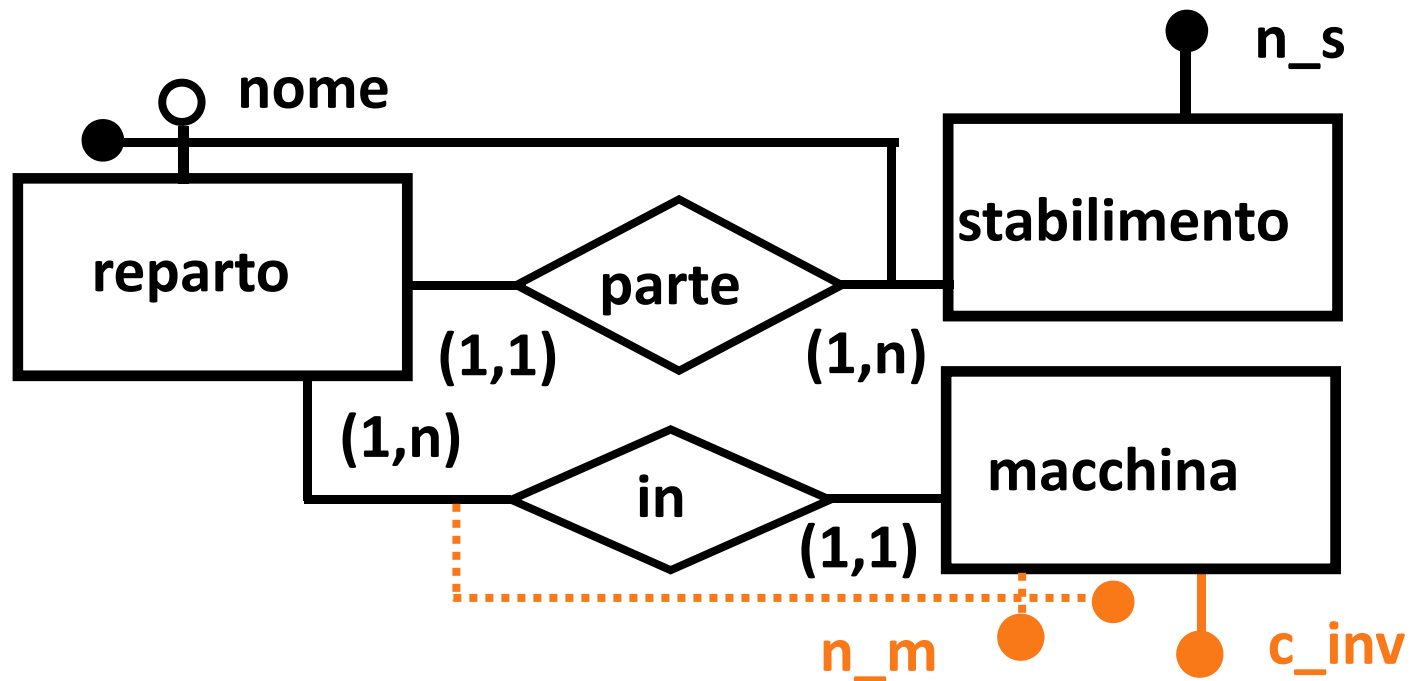 n_s
nome
stabilimento
reparto
parte
(1,1)
(1,n)
(1,n)
macchina
in
(1,1)
n_m
c_inv